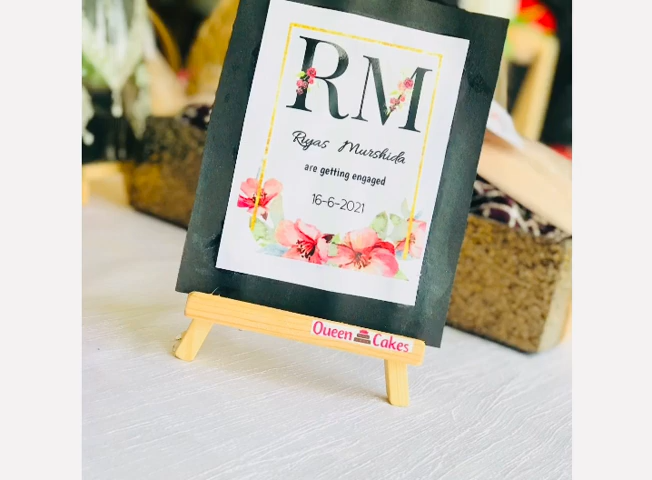 RM
Riyas Murshida
are getting engaged
16-6-2021
Queen Cakes